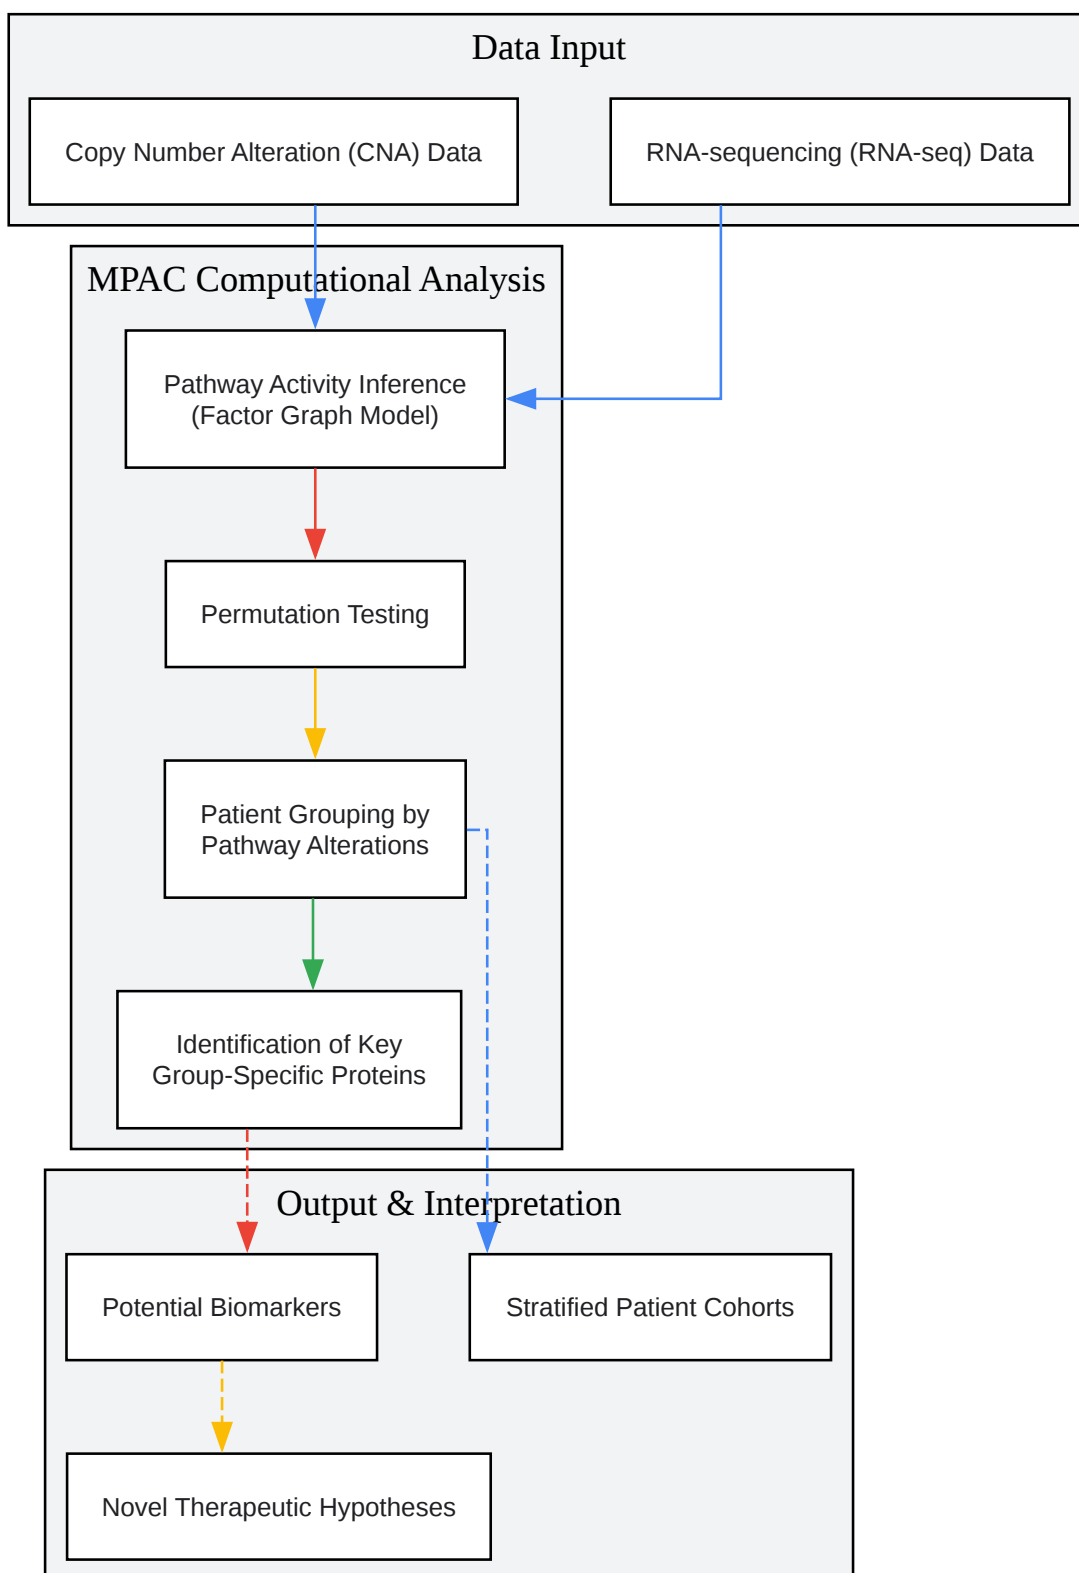 Data Input
Copy Number Alteration (CNA) Data
RNA-sequencing (RNA-seq) Data
MPAC Computational Analysis
Pathway Activity Inference
(Factor Graph Model)
Permutation Testing
Patient Grouping by
Pathway Alterations
Identification of Key
Group-Specific Proteins
Output & Interpretation
Potential Biomarkers
Stratified Patient Cohorts
Novel Therapeutic Hypotheses